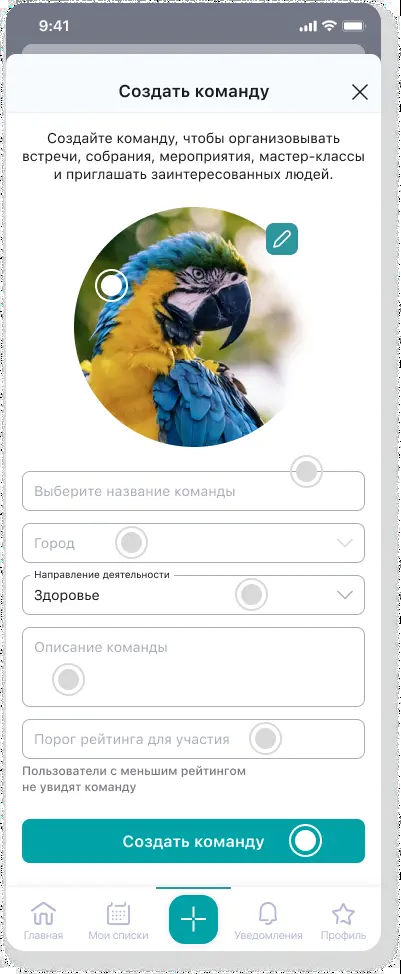 9:41
Создать команду
Создайте команду, чтобы организовывать
встречи, собрания, мероприятия, мастер-классы
и приглашать заинтересованных людей.
Выберите название команды
Город
Направление деятельности
Здоровье
Описание команды
Порог рейтинга для участия
Пользователи с меньшим рейтингом
не увидят команду
Создать команду
Главная
Мои списки
Уведомления
Профиль